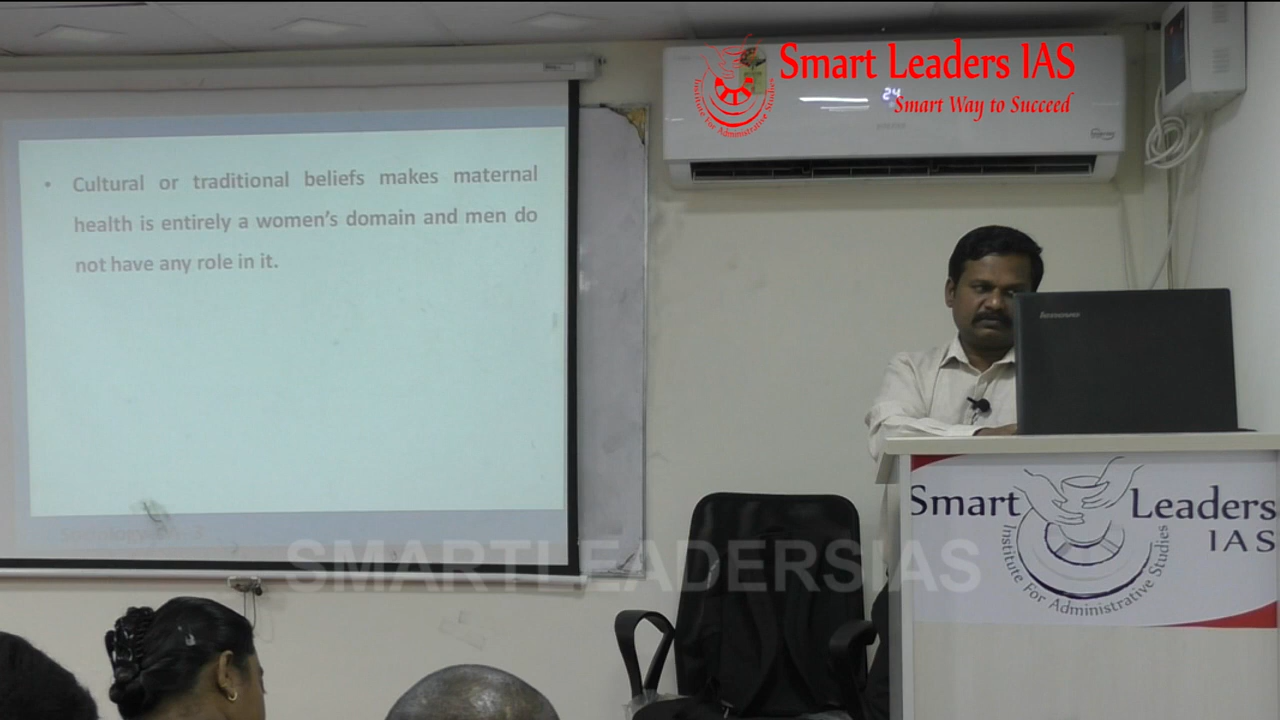 • Cultural or traditional beliefs makes maternal
health is entirely a women's domain and men do
not have any role in it.
Smart Leaders IAS
Smart Way to Succeed
Institute For Administrative Studies
24
lenovo
Smart Leaders
IAS
Institute For Administrative Studies
SMARTLEADERSIAS